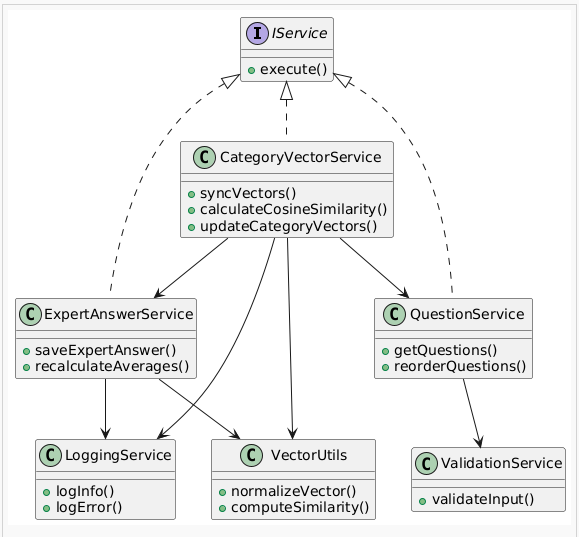 I IService
execute()
C CategoryVectorService
syncVectors()
calculateCosineSimilarity()
updateCategoryVectors()
C ExpertAnswerService
saveExpertAnswer()
recalculateAverages()
C QuestionService
getQuestions()
reorderQuestions()
C LoggingService
logInfo()
logError()
C VectorUtils
normalizeVector()
computeSimilarity()
C ValidationService
validateInput()